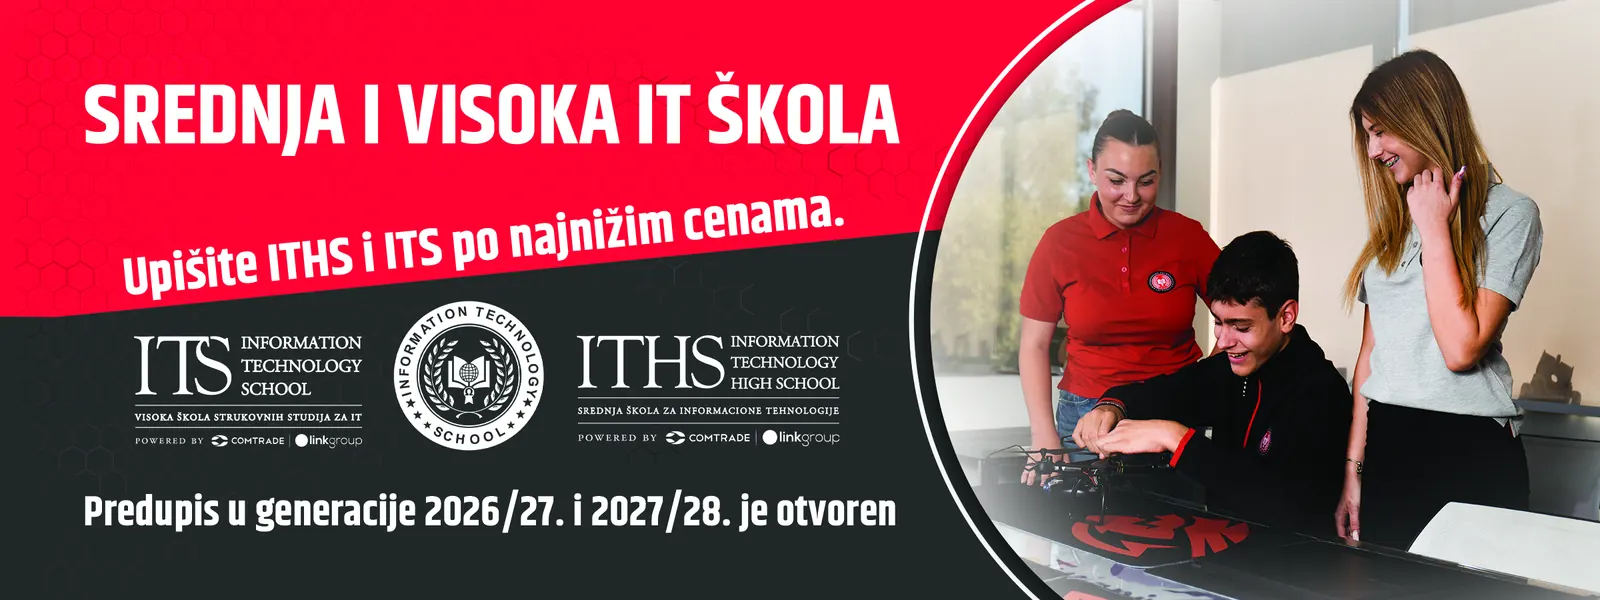 SREDNJA I VISOKA IT ŠKOLA
Upišite ITHS i ITS po najnižim cenama.
ITS INFORMATION
TECHNOLOGY
SCHOOL
VISOKA ŠKOLA STRUKOVNIH STUDIJA ZA IT
POWERED BY COMTRADE | linkgroup
INFORMATION TECHNOLOGY
SCHOOL
ITHS INFORMATION
TECHNOLOGY
HIGH SCHOOL
SREDNJA ŠKOLA ZA INFORMACIONE TEHNOLOGIJE
POWERED BY COMTRADE | linkgroup
Predupis u generacije 2026/27. i 2027/28. je otvoren